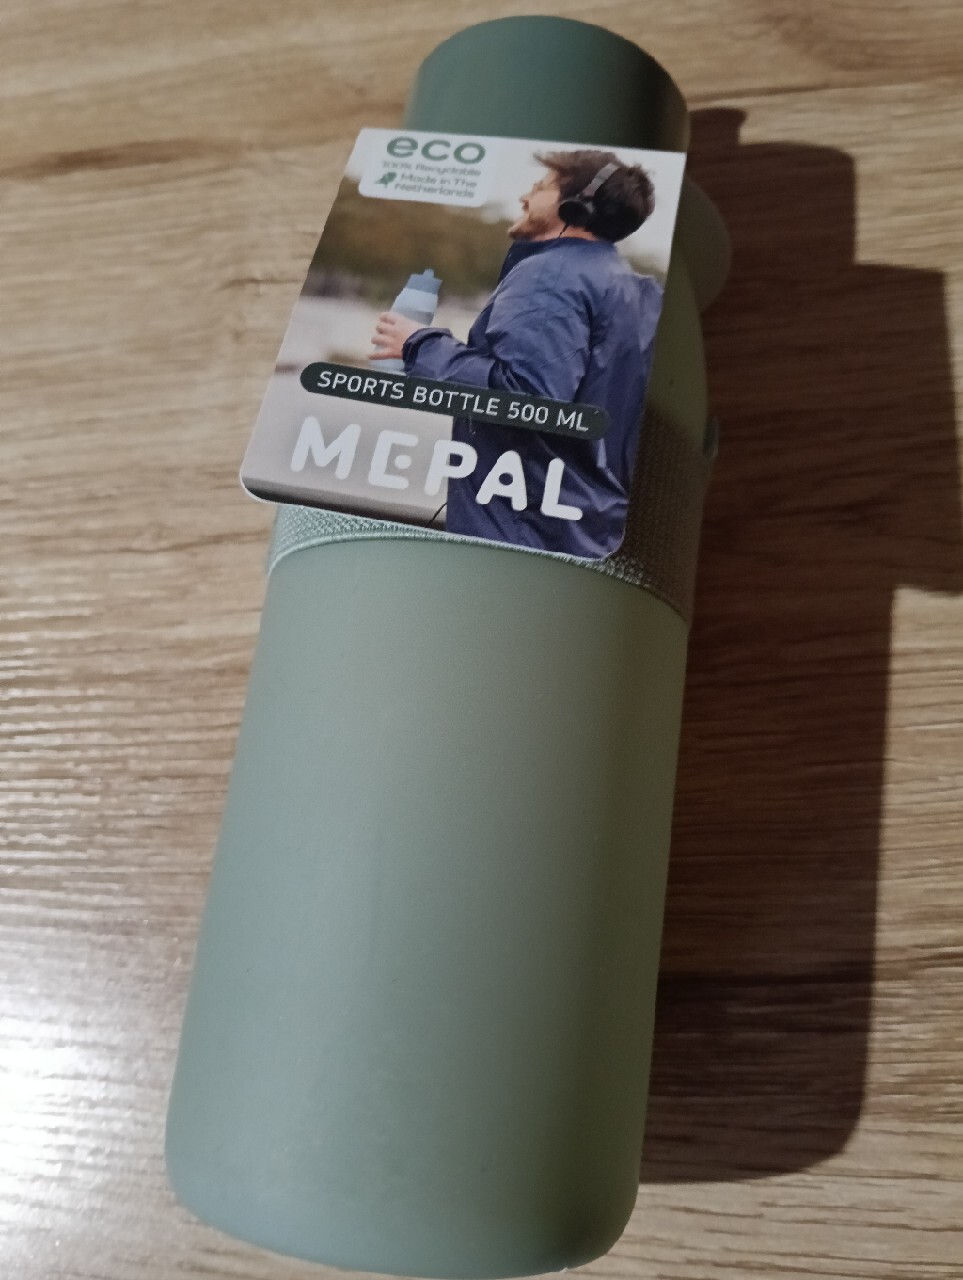 eco
100% Recyclable
Made in The
Netherlands
SPORTS BOTTLE 500 ML
MEPAL